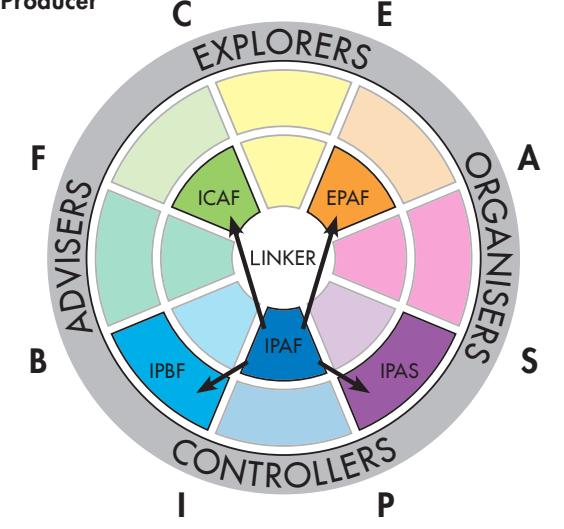 Producer
C
E
EXPLORERS
F
A
ICAF
EPAF
ADVISERS
ORGANISERS
LINKER
IPAF
B
IPBF
IPAS
S
CONTROLLERS
I
P